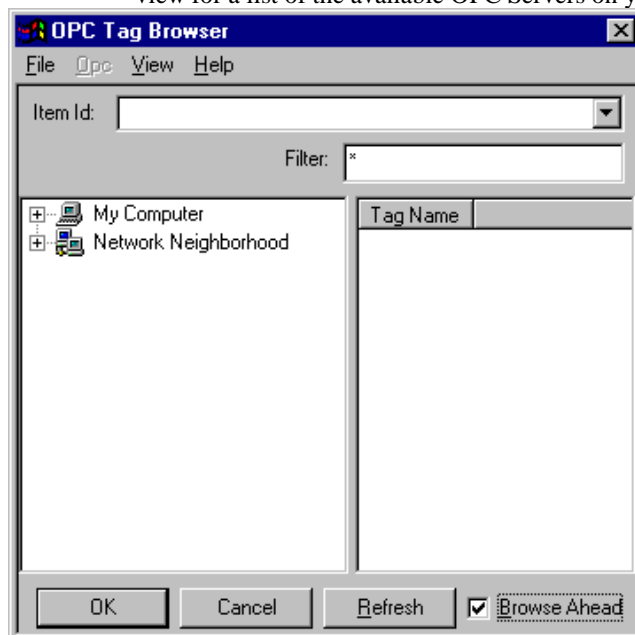 view for a list of the available OPC Servers on y
OPC Tag Browser
File Opc View Help
Item Id:
Filter: *
My Computer
Network Neighborhood
Tag Name
OK Cancel Refresh Browse Ahead